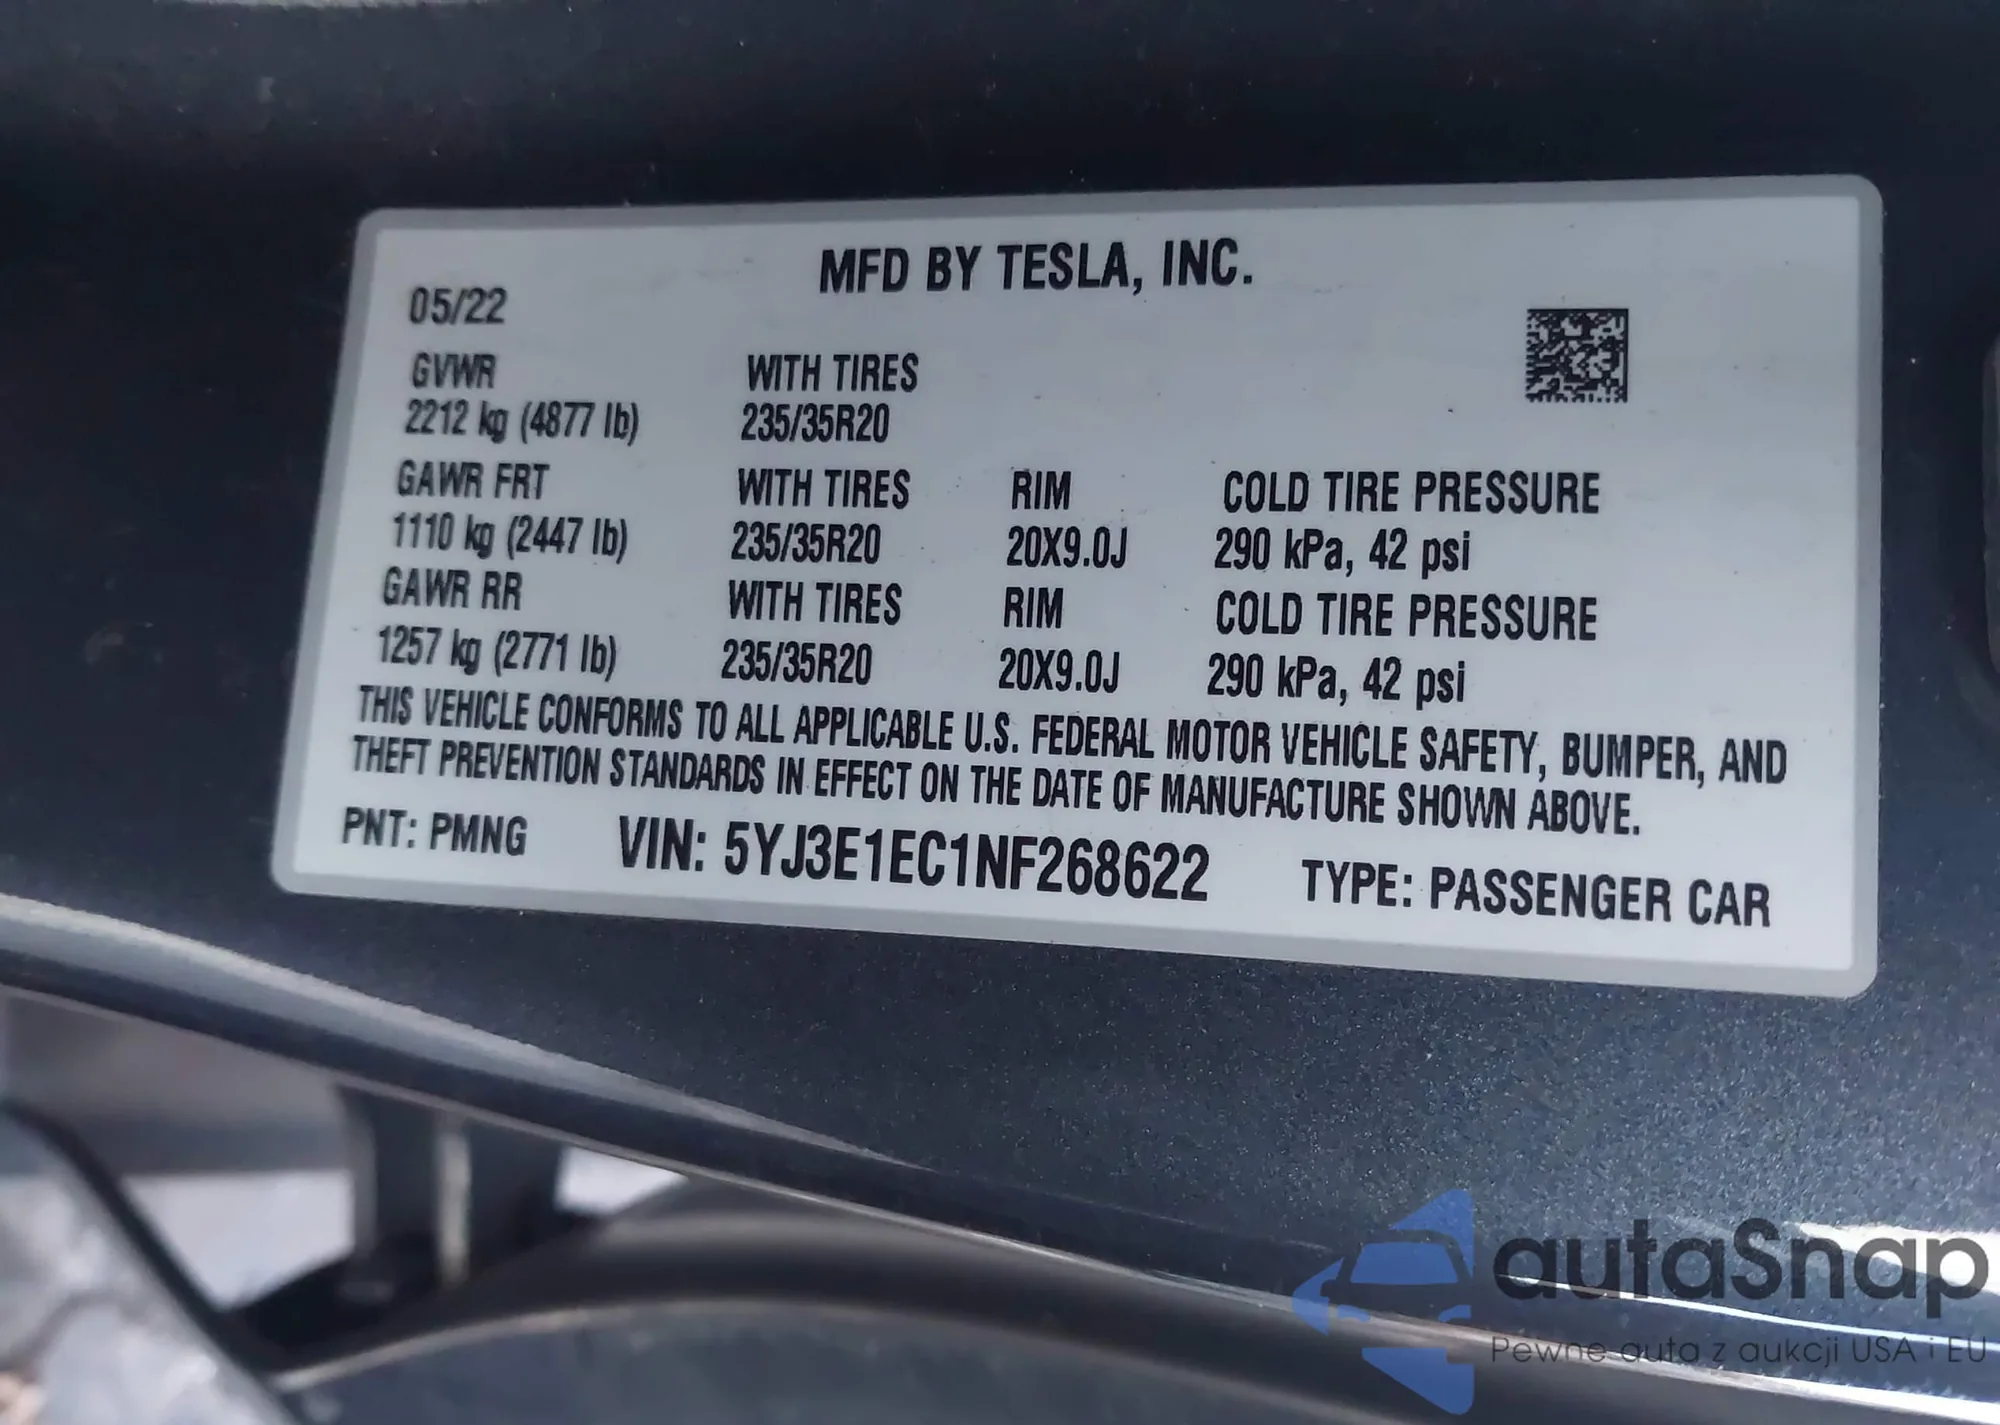 MFD BY TESLA, INC.
05/22
GVWR WITH TIRES
2212 kg (4877 lb) 235/35R20
GAWR FRT WITH TIRES RIM COLD TIRE PRESSURE
1110 kg (2447 lb) 235/35R20 20X9.0J 290 kPa, 42 psi
GAWR RR WITH TIRES RIM COLD TIRE PRESSURE
1257 kg (2771 lb) 235/35R20 20X9.0J 290 kPa, 42 psi
THIS VEHICLE CONFORMS TO ALL APPLICABLE U.S. FEDERAL MOTOR VEHICLE SAFETY, BUMPER, AND
THEFT PREVENTION STANDARDS IN EFFECT ON THE DATE OF MANUFACTURE SHOWN ABOVE.
PNT: PMNG VIN: 5YJ3E1EC1NF268622 TYPE: PASSENGER CAR
autaSnap
Pewne auta z aukcji USA i EU